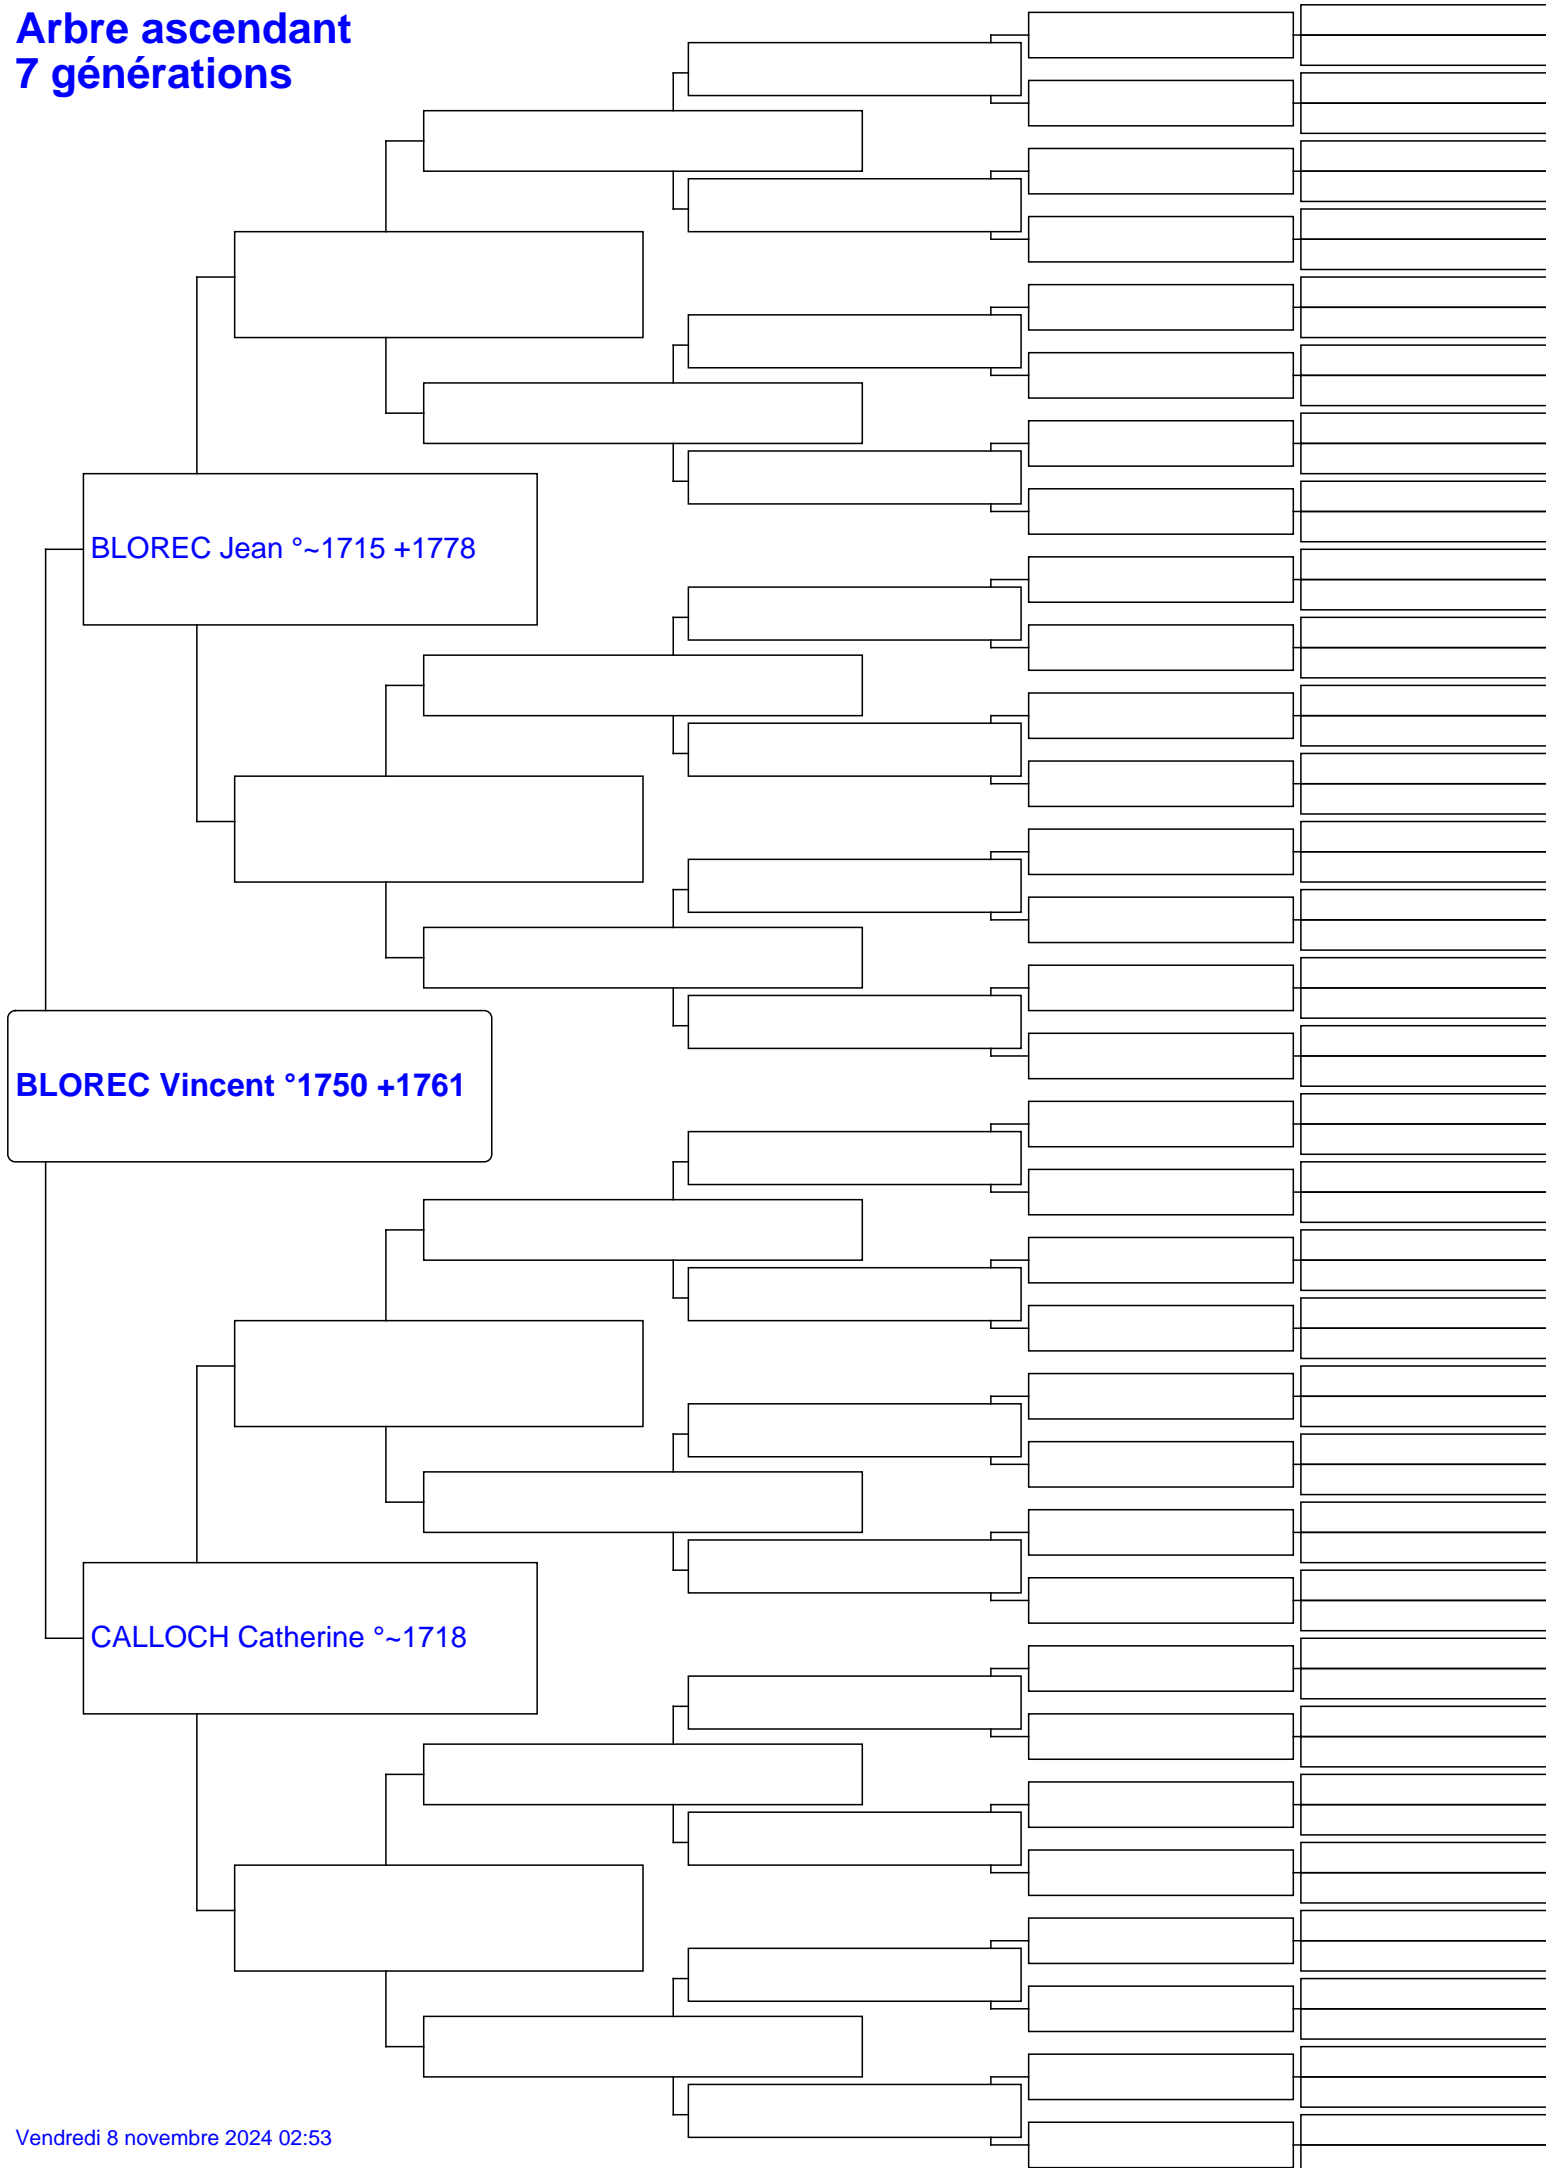 Arbre ascendant
7 générations
BLOREC Jean °~1715 +1778
BLOREC Vincent °1750 +1761
CALLOCH Catherine °~1718
Vendredi 8 novembre 2024 02:53